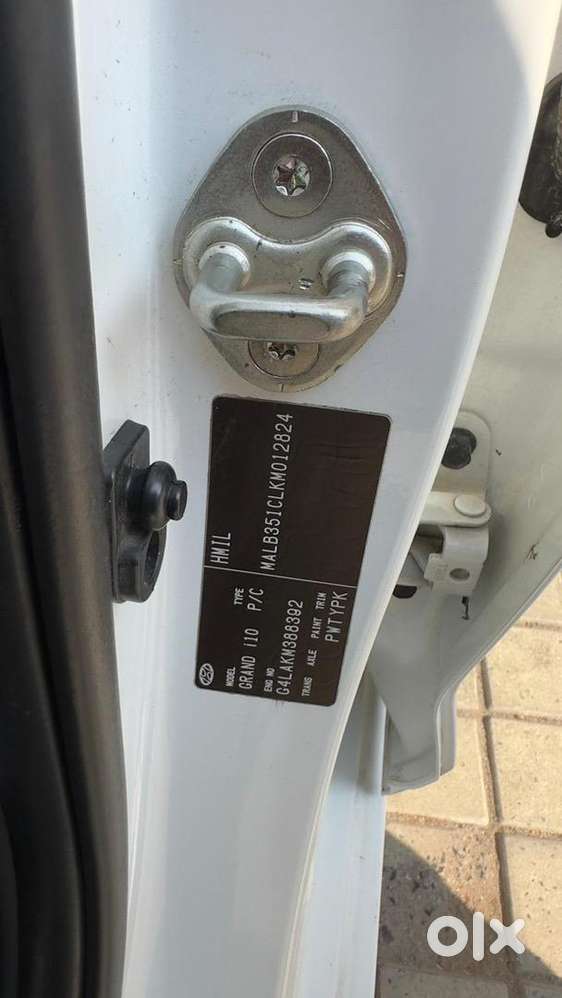 HMIL
MALB351CLKM012824
MODEL TYPE
GRAND i10 P/C
ENG NO
G4LAKM388392
TRANS AXLE PAINT TRIM
PWTYPK
olx